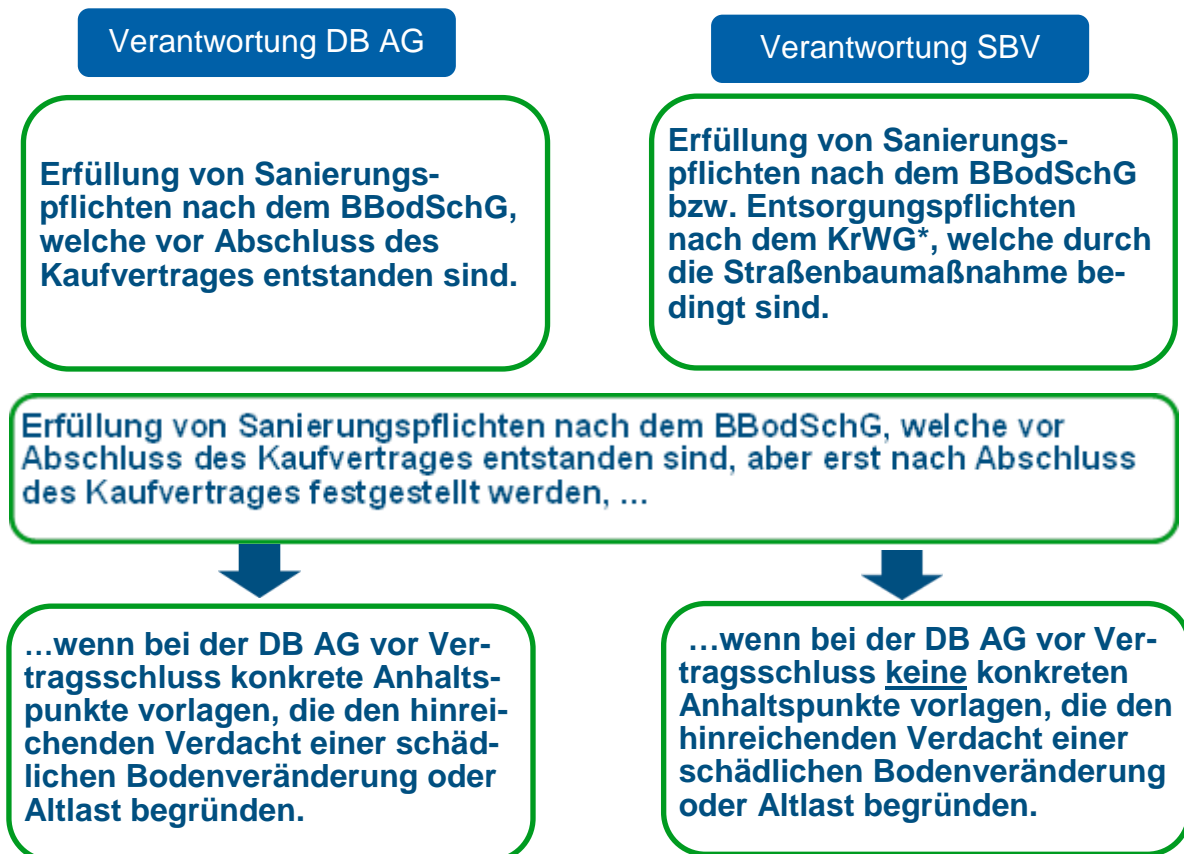 Verantwortung DB AG
Verantwortung SBV
Erfüllung von Sanierungs-
pflichten nach dem BBodSchG,
welche vor Abschluss des
Kaufvertrages entstanden sind.
Erfüllung von Sanierungs-
pflichten nach dem BBodSchG
bzw. Entsorgungspflichten
nach dem KrWG*, welche durch
die Straßenbaumaßnahme be-
dingt sind.
Erfüllung von Sanierungspflichten nach dem BBodSchG, welche vor
Abschluss des Kaufvertrages entstanden sind, aber erst nach Abschluss
des Kaufvertrages festgestellt werden, ...
…wenn bei der DB AG vor Ver-
tragsschluss konkrete Anhalts-
punkte vorlagen, die den hinrei-
chenden Verdacht einer schäd-
lichen Bodenveränderung oder
Altlast begründen.
…wenn bei der DB AG vor Ver-
tragsschluss keine konkreten
Anhaltspunkte vorlagen, die den
hinreichenden Verdacht einer
schädlichen Bodenveränderung
oder Altlast begründen.